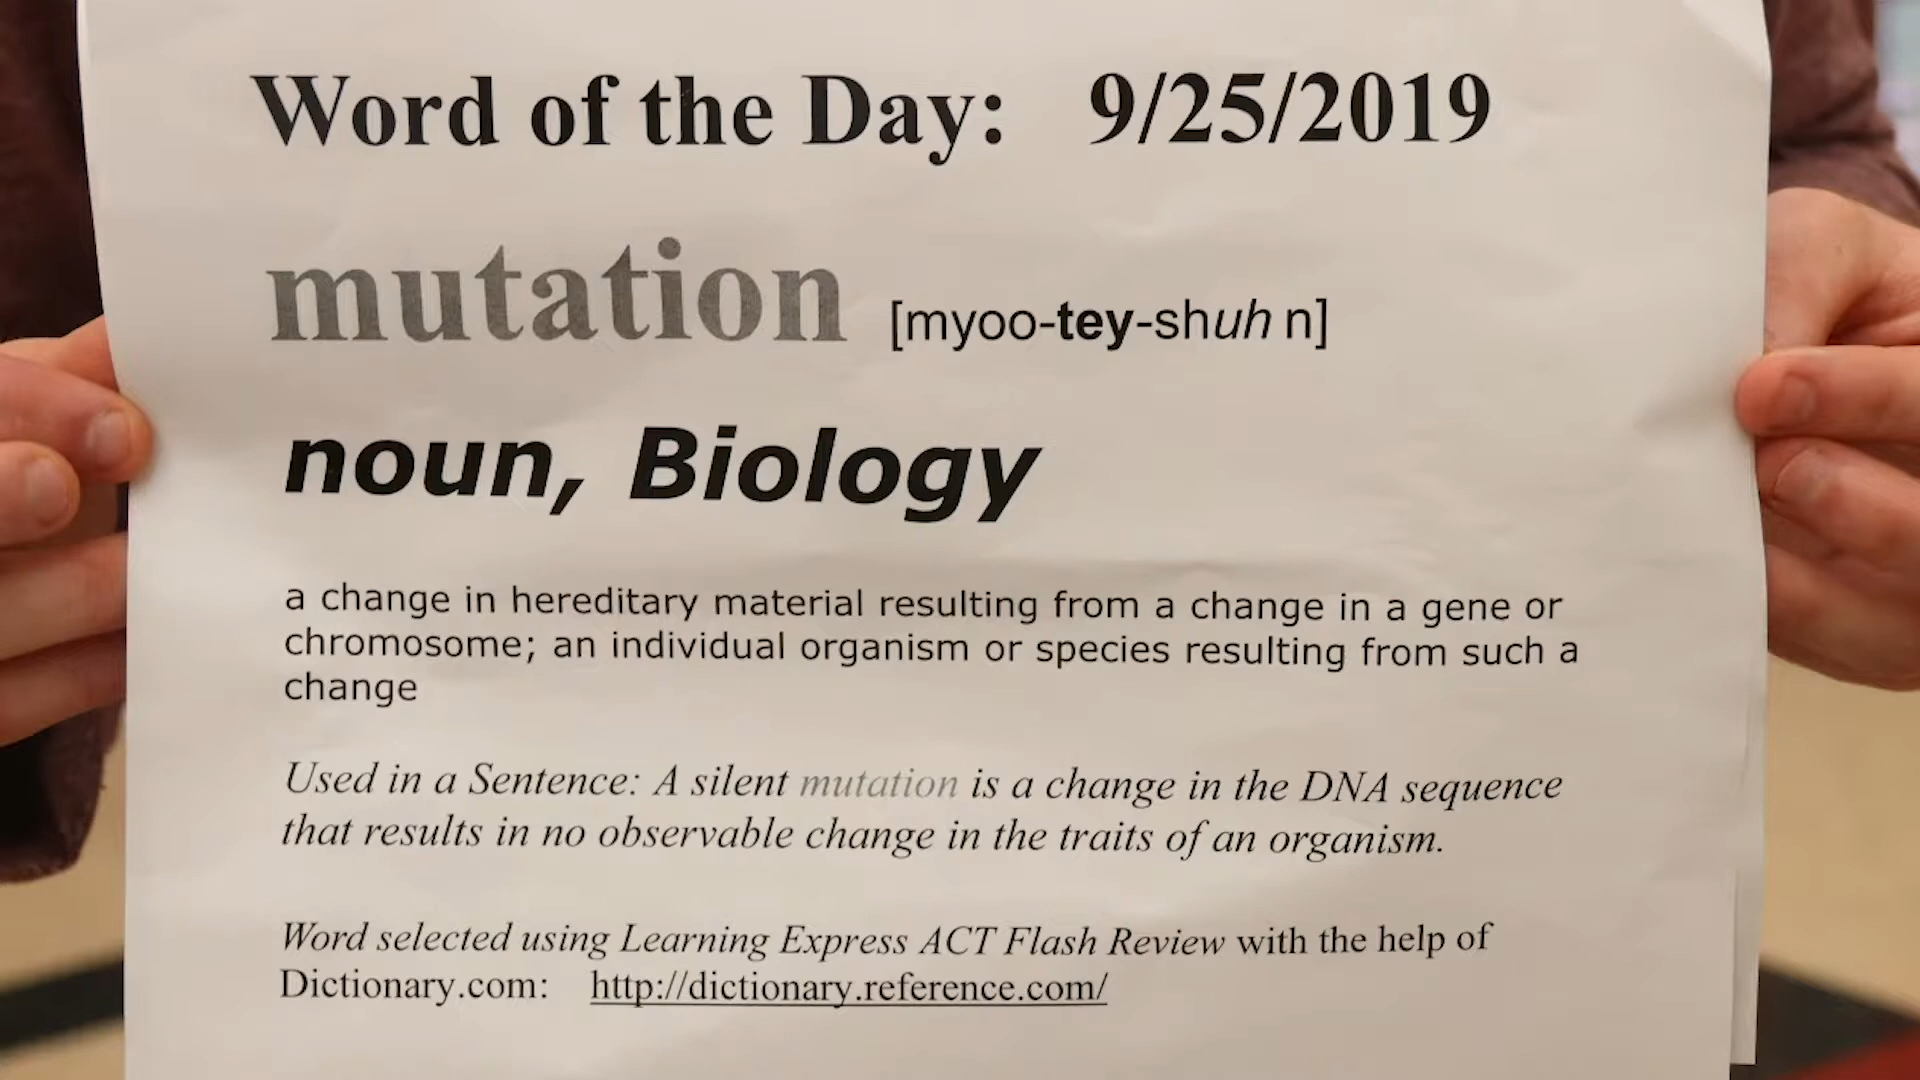 Word of the Day: 9/25/2019
mutation [myoo-tey-shuh n]
noun, Biology
a change in hereditary material resulting from a change in a gene or
chromosome; an individual organism or species resulting from such a
change
Used in a Sentence: A silent mutation is a change in the DNA sequence
that results in no observable change in the traits of an organism.
Word selected using Learning Express ACT Flash Review with the help of
Dictionary.com: http://dictionary.reference.com/